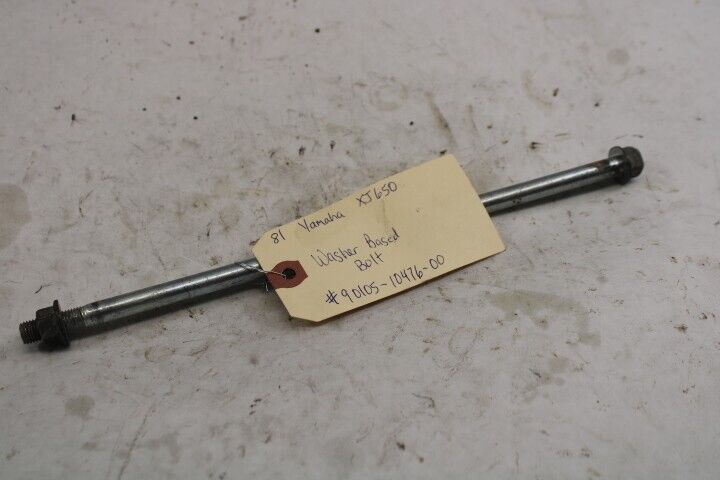 81 Yamaha XJ650
Washer Based
Bolt
#90105-10476-00